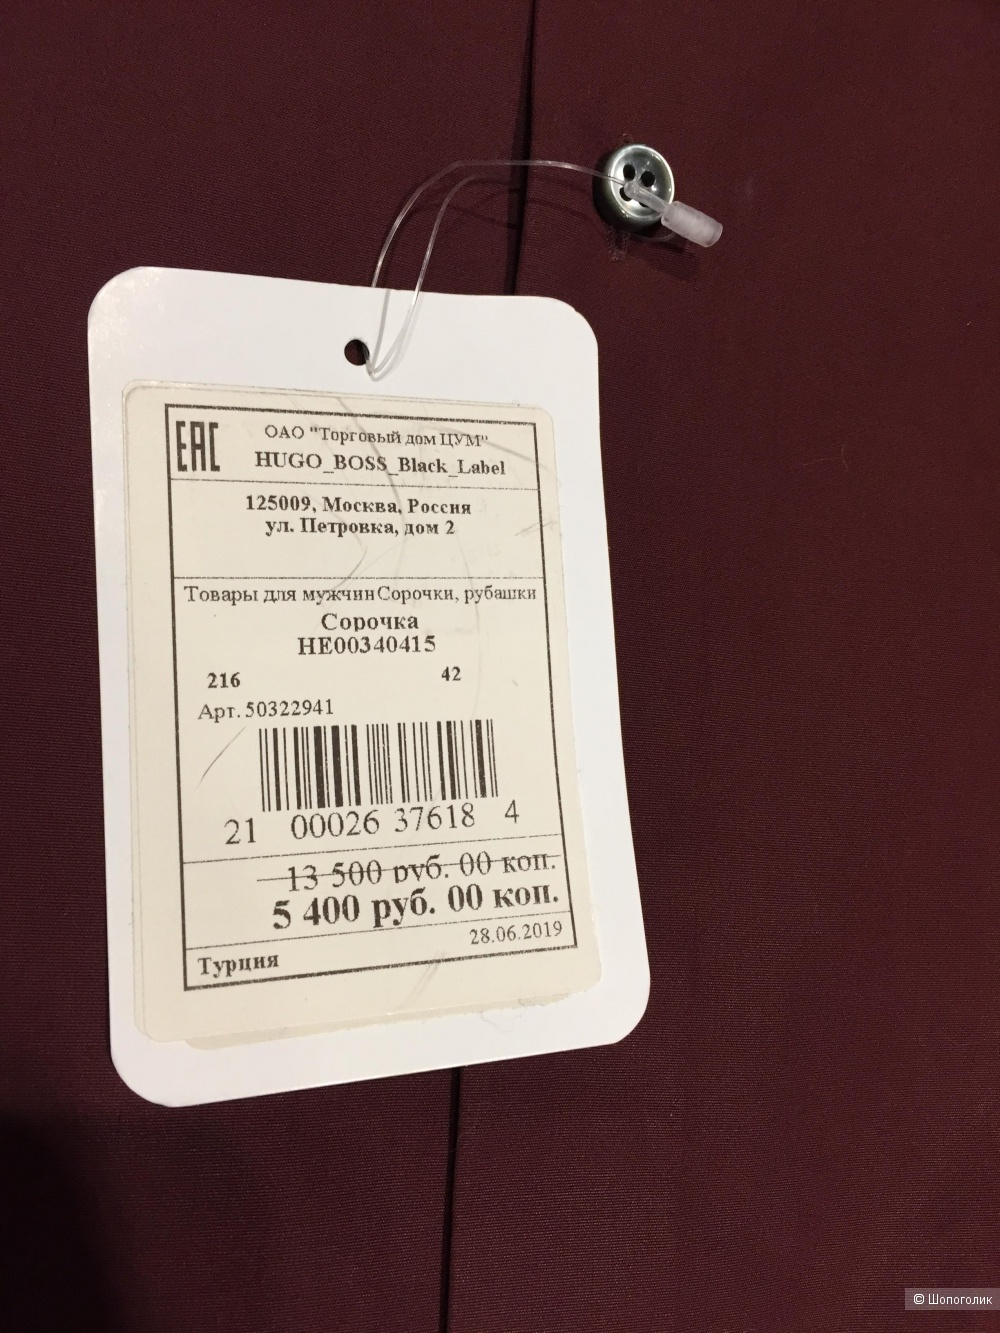 EAC
ОАО "Торговый дом ЦУМ"
HUGO_BOSS_Black_Label
125009, Москва, Россия
ул. Петровка, дом 2
Товары для мужчин Сорочки, рубашки
Сорочка
НЕ00340415
216 42
Арт. 50322941
21 00026 37618 4
13 500 руб. 00 коп.
5 400 руб. 00 коп.
28.06.2019
Турция
© Шопоголик